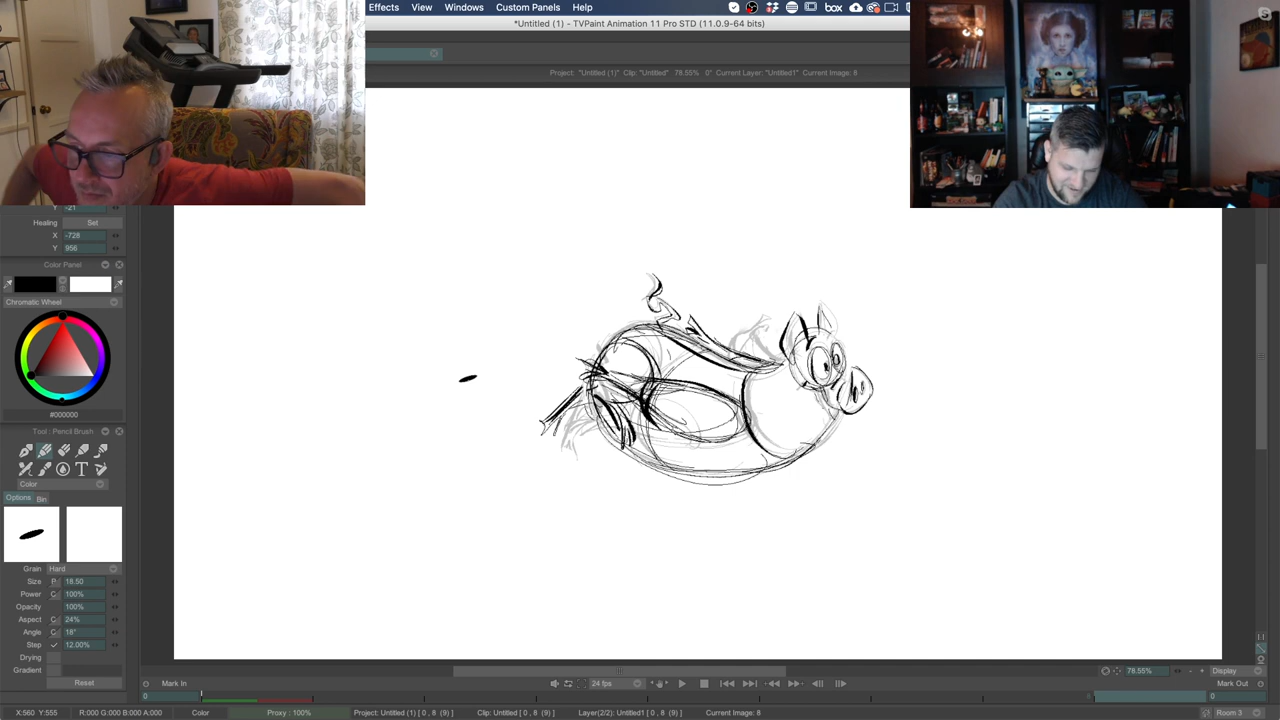 Effects View Windows Custom Panels Help
box
*Untitled (1) - TVPaint Animation 11 Pro STD (11.0.9-64 bits)
Project: "Untitled (1)" Clip: "Untitled" 78.55% 0° Current Layer: "Untitled1" Current Image: 8
Y -21
Healing Set
X -728
Y 956
Color Panel
Chromatic Wheel
#000000
Tool : Pencil Brush
Color
Options Bin
Grain Hard
Size P 18.50
Power C 100%
Opacity 100%
Aspect C 24%
Angle C 18°
Step 12.00%
Drying
Gradient
Reset
78.55% - + Display
Mark In 24 fps Mark Out
0 0
X:560 Y:555 R:000 G:000 B:000 A:000 Color Proxy : 100% Project: Untitled (1) [ 0 , 8 (9) ] Clip: Untitled [ 0 , 8 (9) ] Layer(2/2): Untitled1 [ 0 , 8 (9) ] Current Image: 8 Room 3